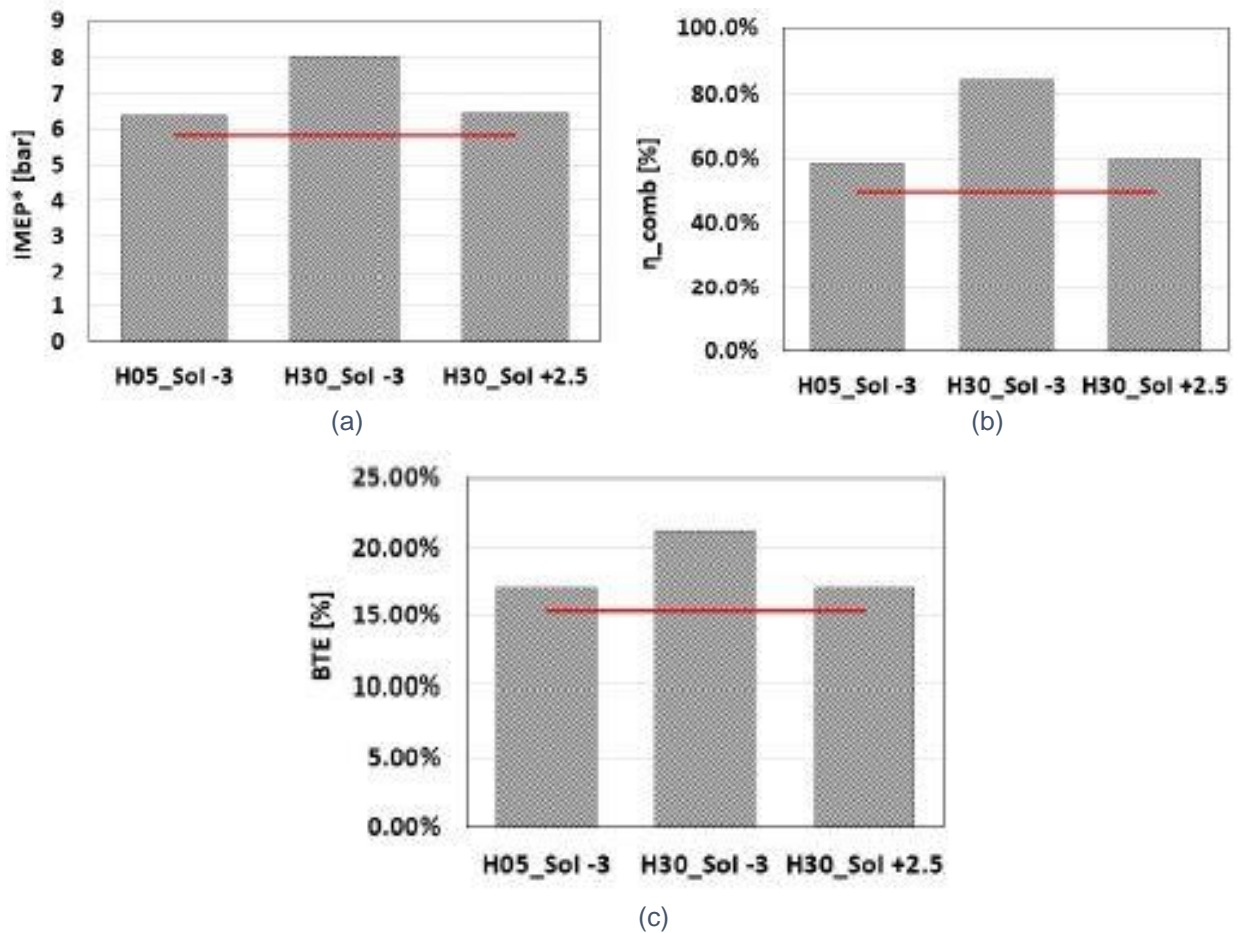 9
8
7
6
5
4
3
2
1
0
IMEP* [bar]
H05_Sol -3 H30_Sol -3 H30_Sol +2.5
(a)
100.0%
80.0%
60.0%
40.0%
20.0%
0.0%
η_comb [%]
H05_Sol -3 H30_Sol -3 H30_Sol +2.5
(b)
25.00%
20.00%
15.00%
10.00%
5.00%
0.00%
BTE [%]
H05_Sol -3 H30_Sol -3 H30_Sol +2.5
(c)